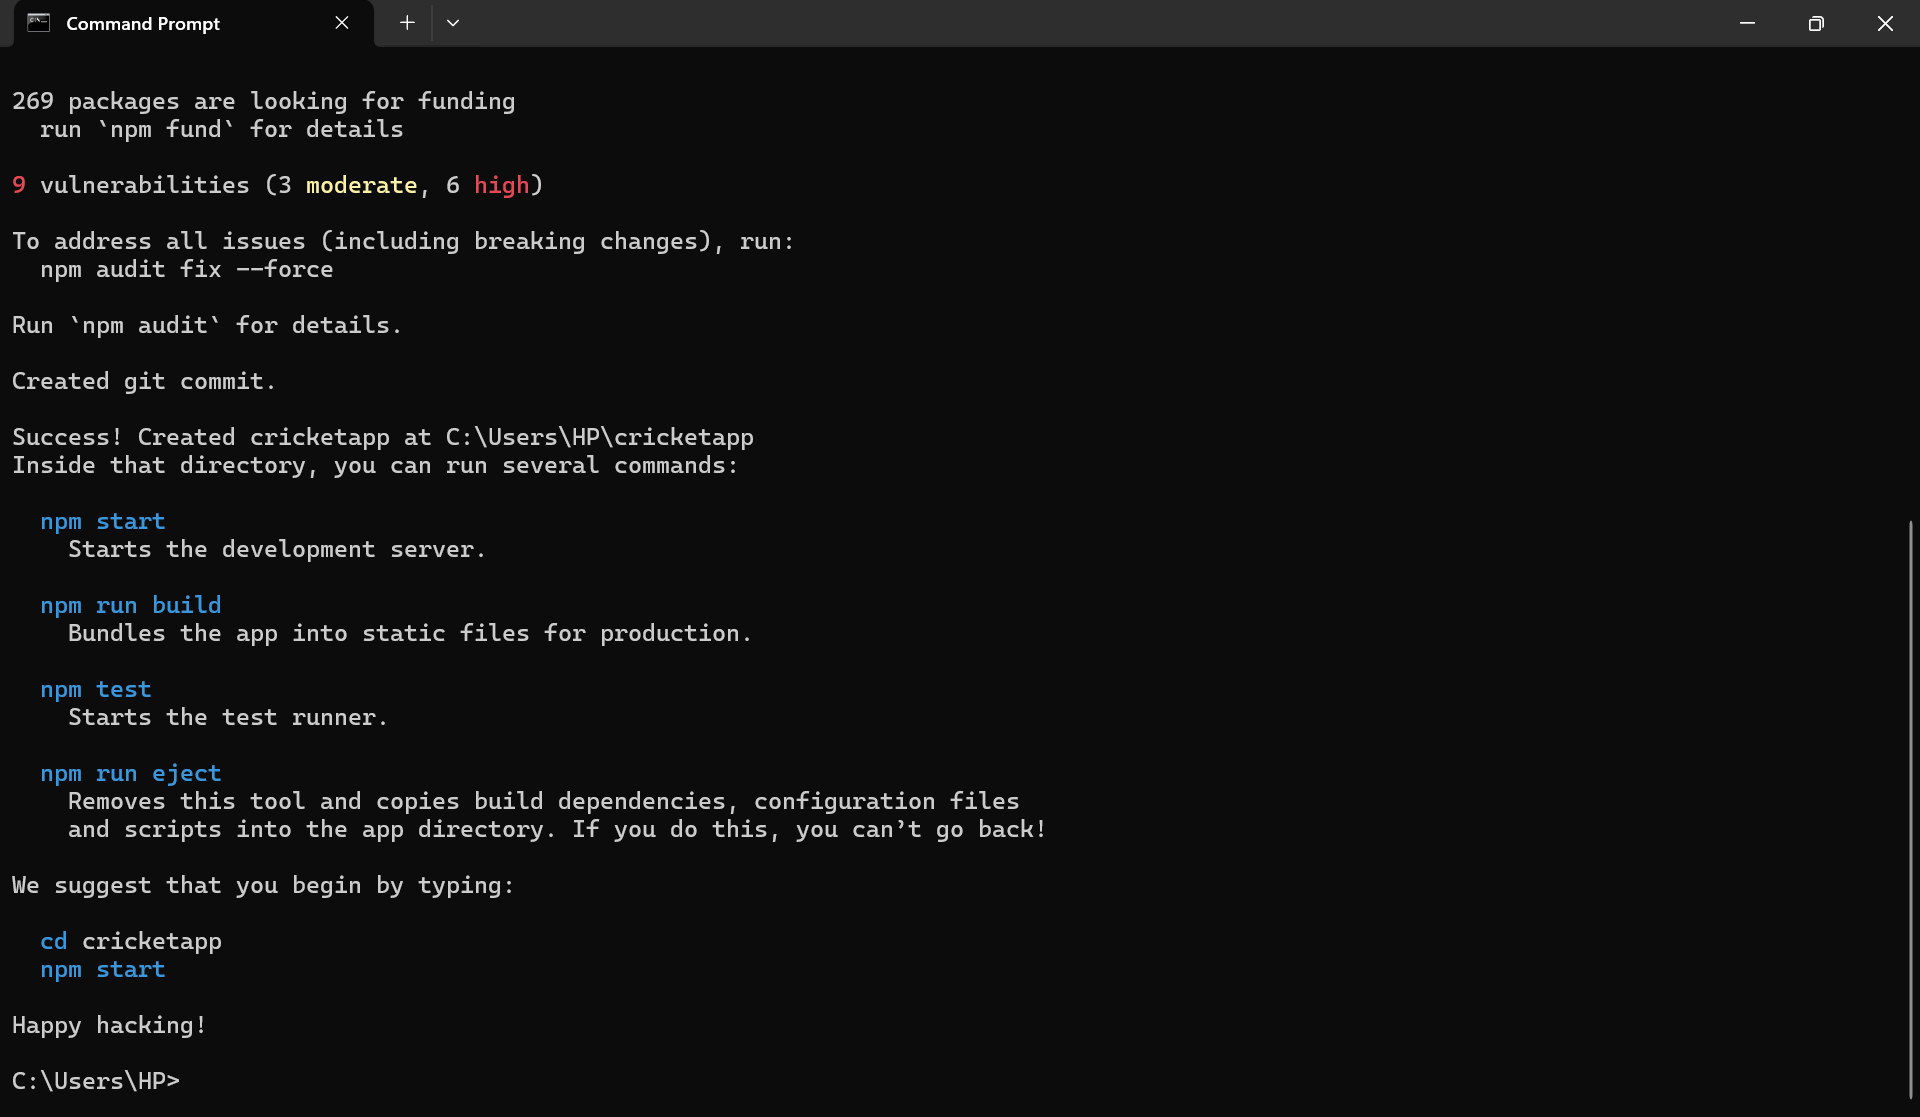 Command Prompt
269 packages are looking for funding
run `npm fund` for details
9 vulnerabilities (3 moderate, 6 high)
To address all issues (including breaking changes), run:
npm audit fix --force
Run `npm audit` for details.
Created git commit.
Success! Created cricketapp at C:\Users\HP\cricketapp
Inside that directory, you can run several commands:
npm start
Starts the development server.
npm run build
Bundles the app into static files for production.
npm test
Starts the test runner.
npm run eject
Removes this tool and copies build dependencies, configuration files
and scripts into the app directory. If you do this, you can’t go back!
We suggest that you begin by typing:
cd cricketapp
npm start
Happy hacking!
C:\Users\HP>